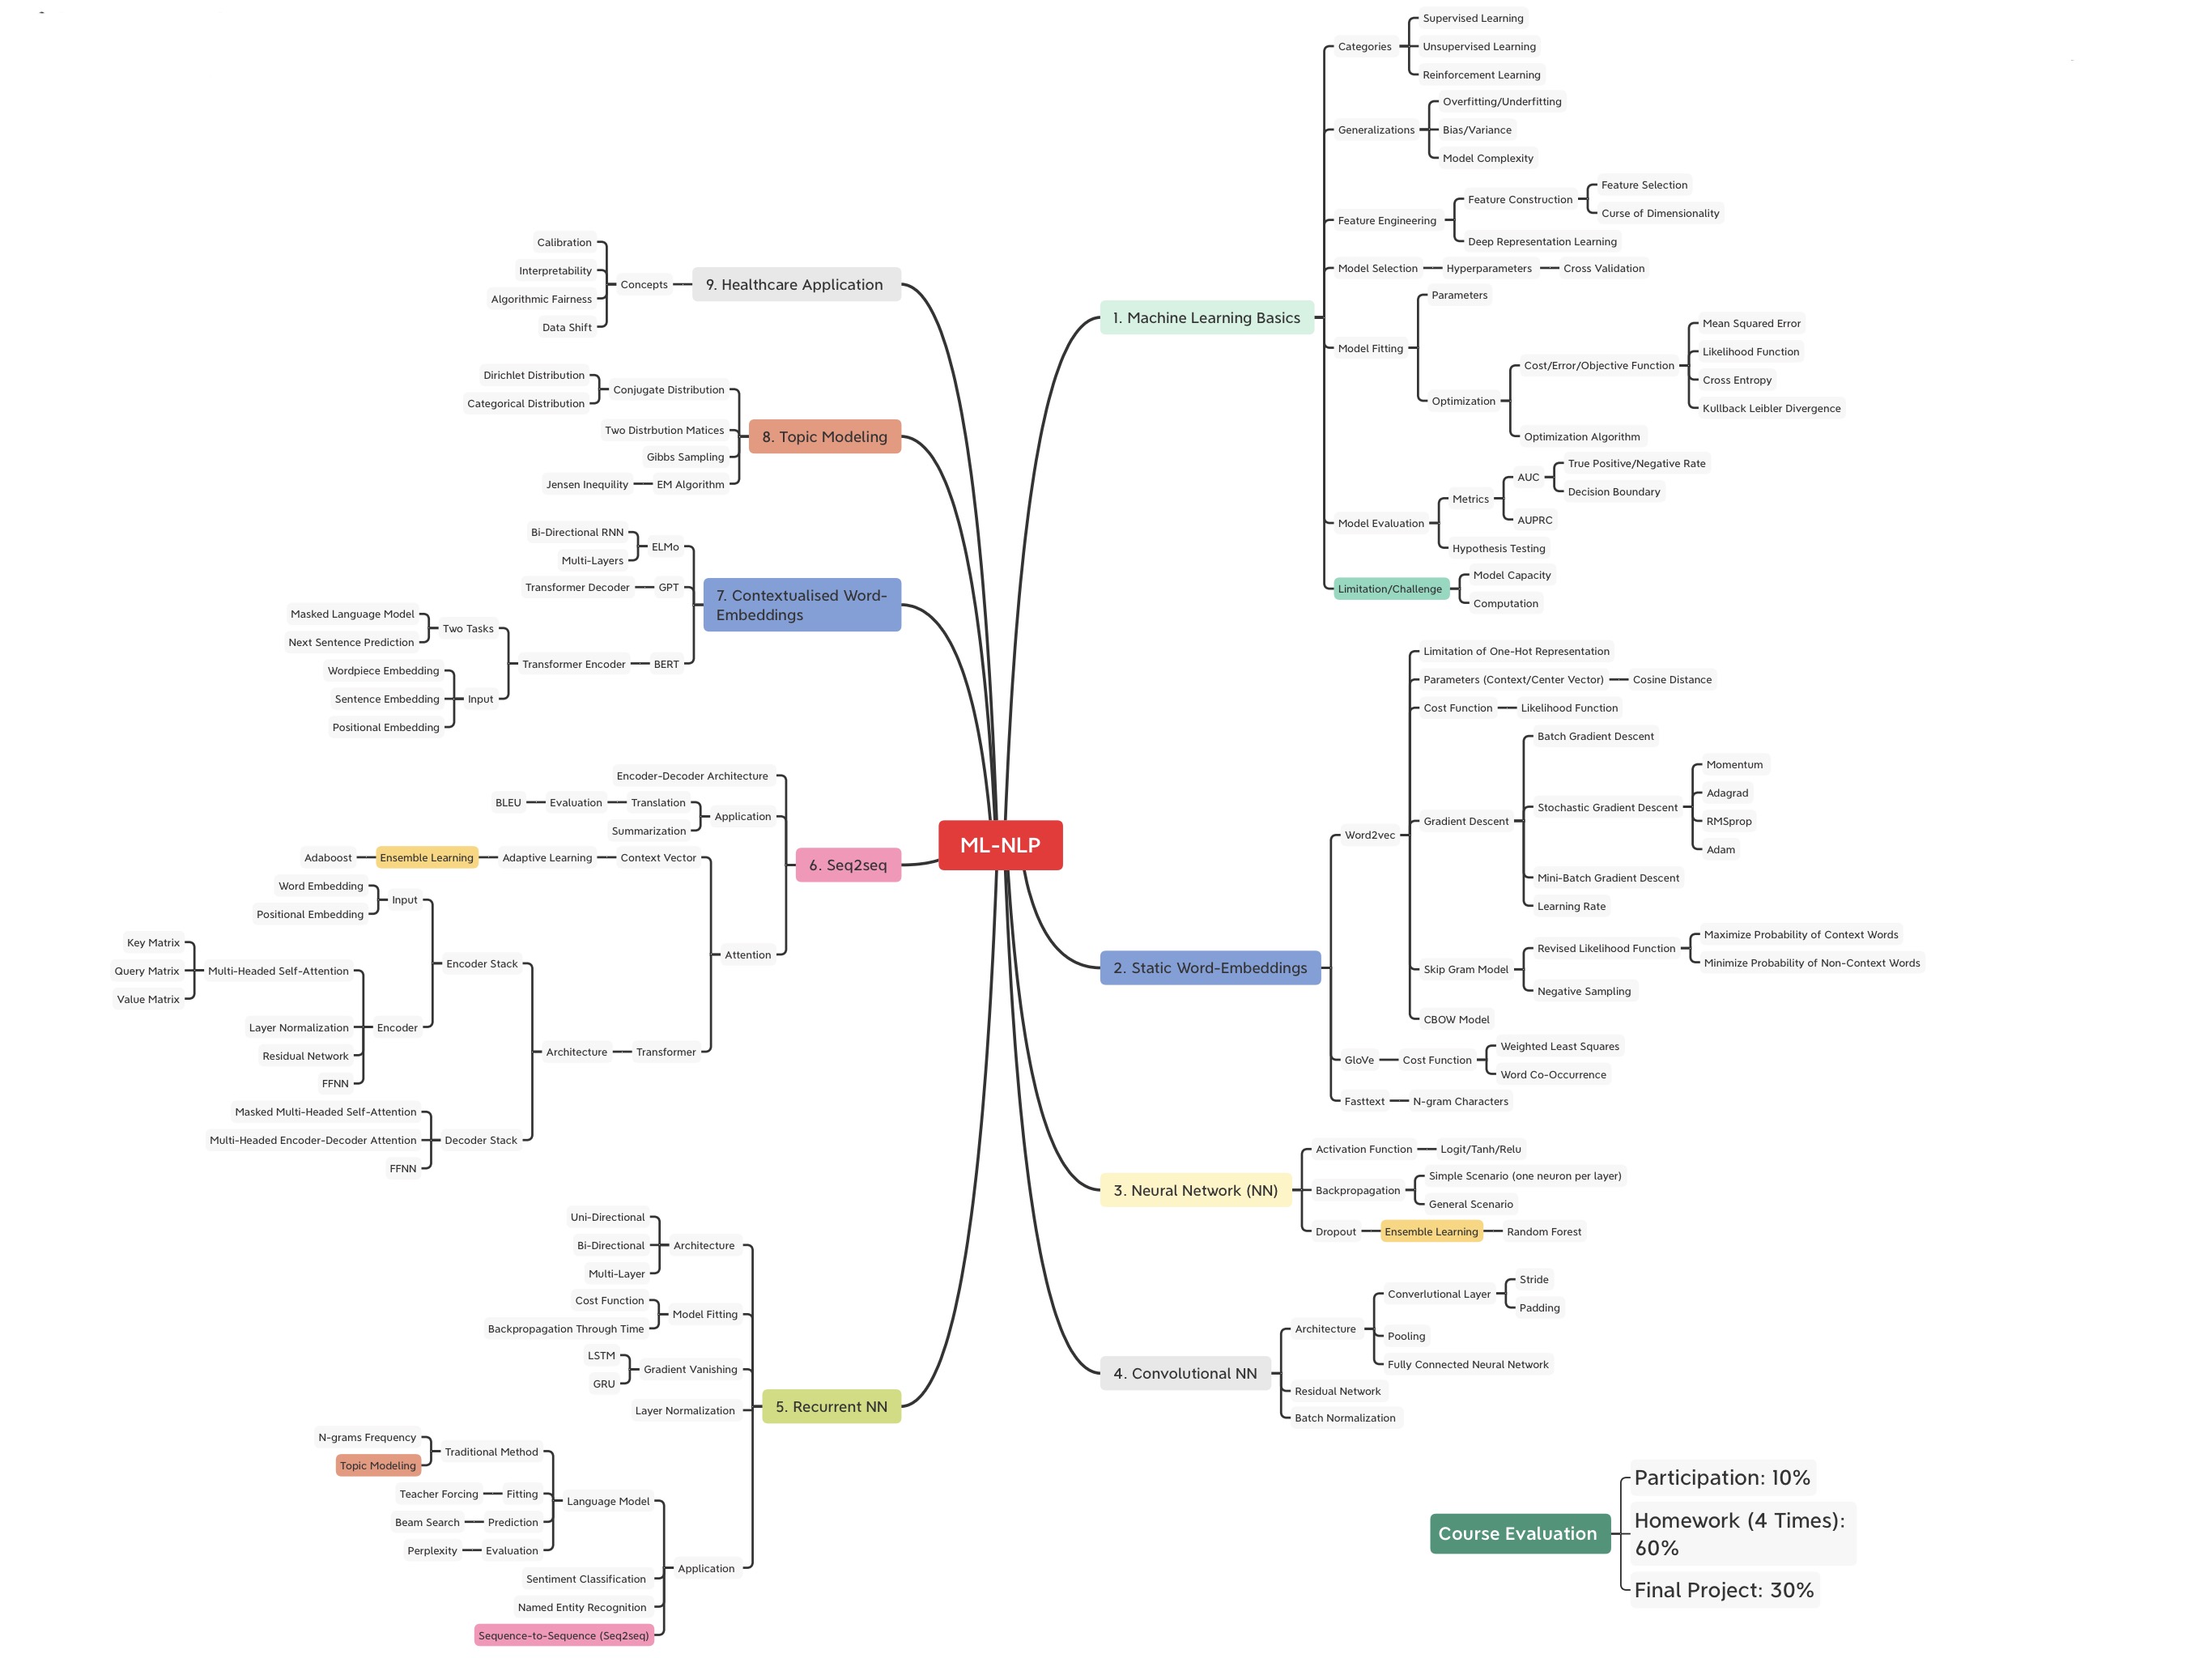 ML-NLP
1. Machine Learning Basics
Categories
Supervised Learning
Unsupervised Learning
Reinforcement Learning
Generalizations
Overfitting/Underfitting
Bias/Variance
Model Complexity
Feature Engineering
Feature Construction
Feature Selection
Curse of Dimensionality
Deep Representation Learning
Model Selection
Hyperparameters
Cross Validation
Model Fitting
Parameters
Optimization
Cost/Error/Objective Function
Mean Squared Error
Likelihood Function
Cross Entropy
Kullback Leibler Divergence
Optimization Algorithm
Model Evaluation
Metrics
AUC
True Positive/Negative Rate
Decision Boundary
AUPRC
Hypothesis Testing
Limitation/Challenge
Model Capacity
Computation
2. Static Word-Embeddings
Word2vec
Limitation of One-Hot Representation
Parameters (Context/Center Vector)
Cosine Distance
Cost Function
Likelihood Function
Gradient Descent
Batch Gradient Descent
Stochastic Gradient Descent
Momentum
Adagrad
RMSprop
Adam
Mini-Batch Gradient Descent
Learning Rate
Skip Gram Model
Revised Likelihood Function
Maximize Probability of Context Words
Minimize Probability of Non-Context Words
Negative Sampling
CBOW Model
GloVe
Cost Function
Weighted Least Squares
Word Co-Occurrence
Fasttext
N-gram Characters
3. Neural Network (NN)
Activation Function
Logit/Tanh/Relu
Backpropagation
Simple Scenario (one neuron per layer)
General Scenario
Dropout
Ensemble Learning
Random Forest
4. Convolutional NN
Architecture
Converlutional Layer
Stride
Padding
Pooling
Fully Connected Neural Network
Residual Network
Batch Normalization
5. Recurrent NN
Architecture
Uni-Directional
Bi-Directional
Multi-Layer
Model Fitting
Cost Function
Backpropagation Through Time
Gradient Vanishing
LSTM
GRU
Layer Normalization
Application
Language Model
Traditional Method
N-grams Frequency
Topic Modeling
Fitting
Teacher Forcing
Prediction
Beam Search
Evaluation
Perplexity
Sentiment Classification
Named Entity Recognition
Sequence-to-Sequence (Seq2seq)
6. Seq2seq
Encoder-Decoder Architecture
Application
Translation
Evaluation
BLEU
Summarization
Attention
Context Vector
Adaptive Learning
Ensemble Learning
Adaboost
Transformer
Architecture
Encoder Stack
Input
Word Embedding
Positional Embedding
Encoder
Multi-Headed Self-Attention
Key Matrix
Query Matrix
Value Matrix
Layer Normalization
Residual Network
FFNN
Decoder Stack
Masked Multi-Headed Self-Attention
Multi-Headed Encoder-Decoder Attention
FFNN
7. Contextualised Word-
Embeddings
ELMo
Bi-Directional RNN
Multi-Layers
GPT
Transformer Decoder
BERT
Transformer Encoder
Two Tasks
Masked Language Model
Next Sentence Prediction
Input
Wordpiece Embedding
Sentence Embedding
Positional Embedding
8. Topic Modeling
Conjugate Distribution
Dirichlet Distribution
Categorical Distribution
Two Distrbution Matices
Gibbs Sampling
EM Algorithm
Jensen Inequility
9. Healthcare Application
Concepts
Calibration
Interpretability
Algorithmic Fairness
Data Shift
Course Evaluation
Participation: 10%
Homework (4 Times):
60%
Final Project: 30%